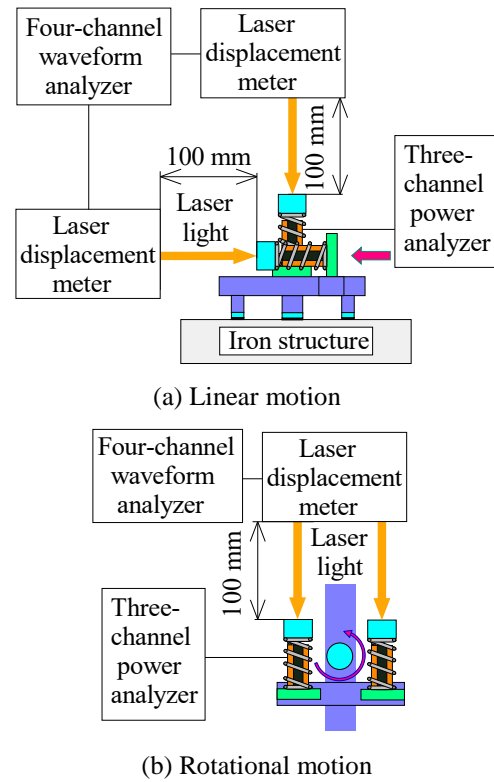 Four-channel
waveform
analyzer
Laser
displacement
meter
100 mm
100 mm
Three-
channel
power
analyzer
Laser
displacement
meter
Laser
light
Iron structure
(a) Linear motion
Four-channel
waveform
analyzer
Laser
displacement
meter
100 mm
Laser
light
Three-
channel
power
analyzer
(b) Rotational motion